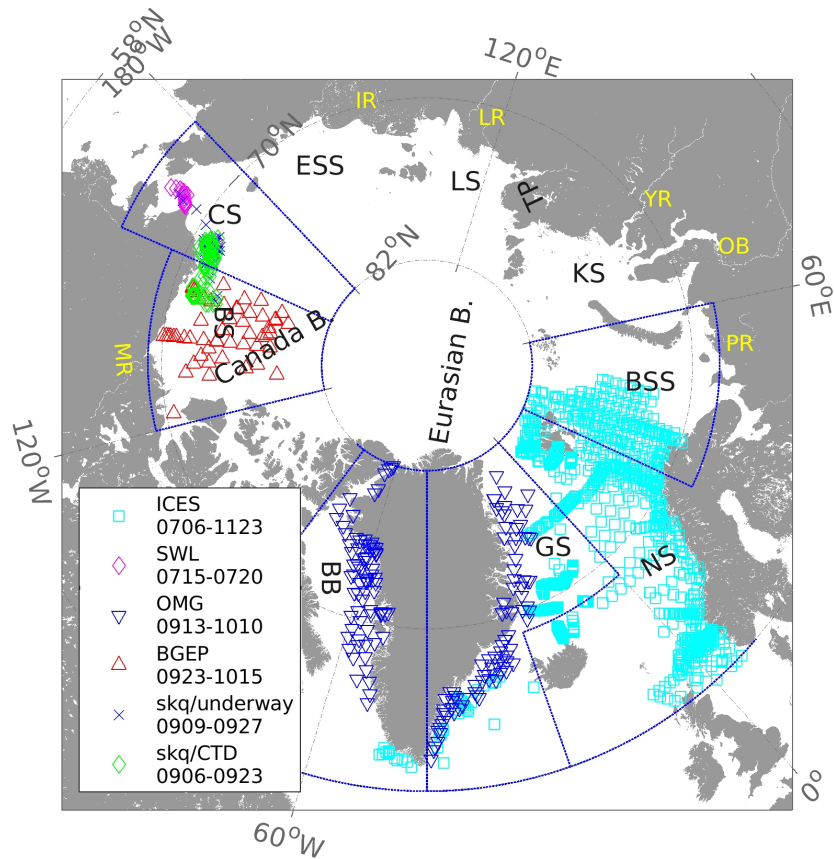 58°N
180°W
120°E
IR
LR
70°N
ESS
LS
TP
YR
CS
82°N
OB
KS
60°E
BS
Canada B.
Eurasian B.
MR
PR
BSS
120°W
ICES
0706-1123
SWL
0715-0720
OMG
0913-1010
BGEP
0923-1015
skq/underway
0909-0927
skq/CTD
0906-0923
BB
GS
NS
60°W
0°